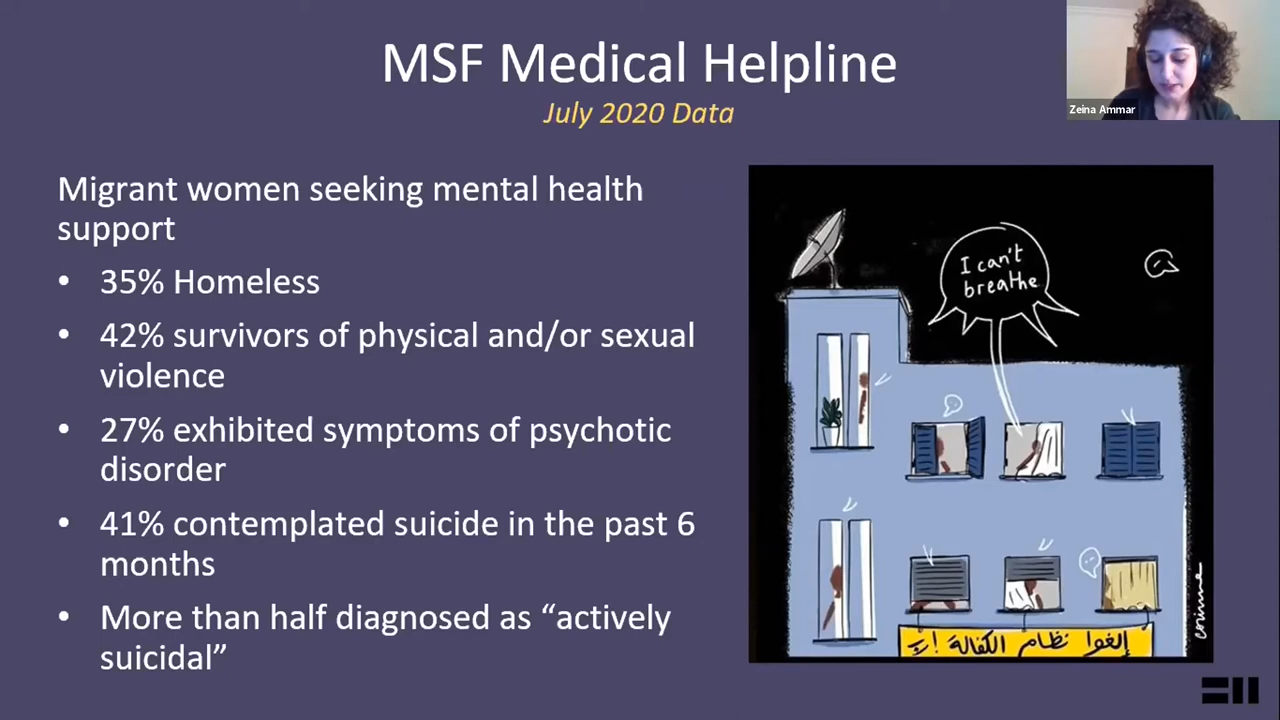 MSF Medical Helpline
July 2020 Data
Zeina Ammar
Migrant women seeking mental health
support
• 35% Homeless
• 42% survivors of physical and/or sexual
violence
• 27% exhibited symptoms of psychotic
disorder
• 41% contemplated suicide in the past 6
months
• More than half diagnosed as “actively
suicidal”
I can't
breathe
إلغوا نظام الكفالة !
corinne